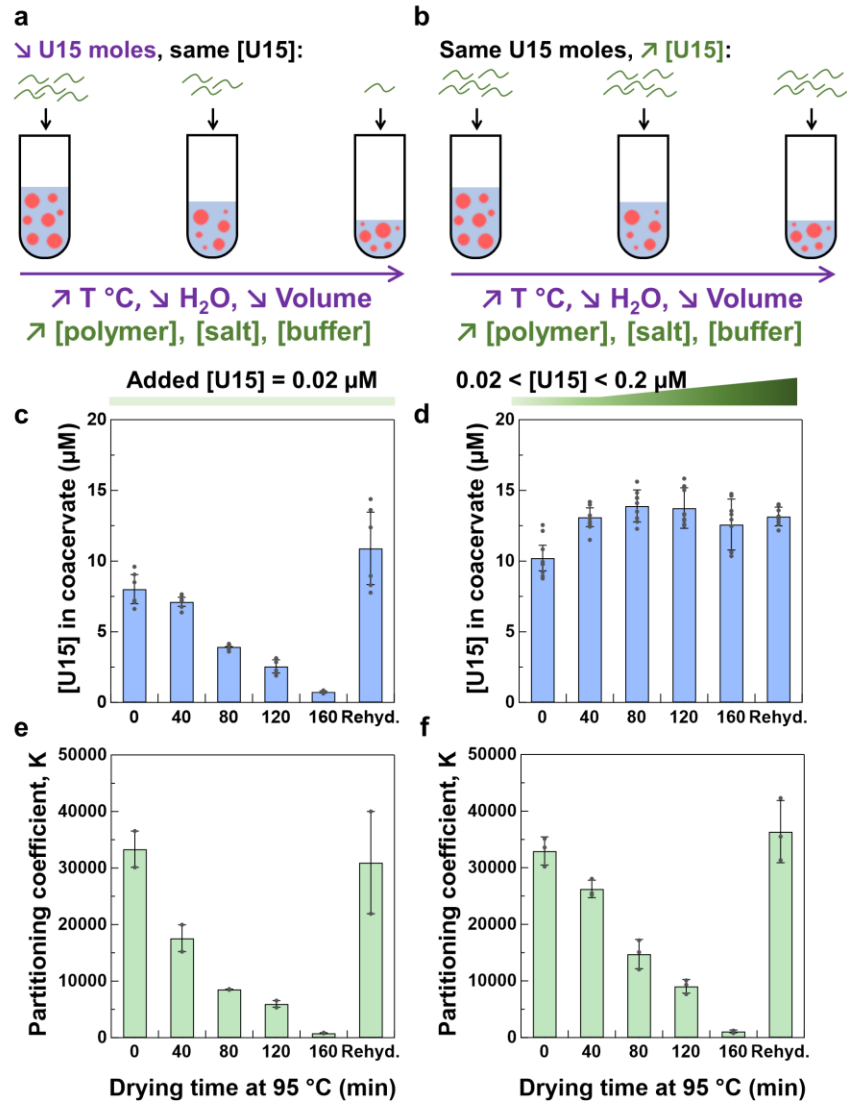 a
↘ U15 moles, same [U15]:
↗ T °C, ↘ H₂O, ↘ Volume
↗ [polymer], [salt], [buffer]
b
Same U15 moles, ↗ [U15]:
↗ T °C, ↘ H₂O, ↘ Volume
↗ [polymer], [salt], [buffer]
Added [U15] = 0.02 µM
c
[U15] in coacervate (µM)
20
15
10
5
0
0 40 80 120 160 Rehyd.
0.02 < [U15] < 0.2 µM
d
[U15] in coacervate (µM)
20
15
10
5
0
0 40 80 120 160 Rehyd.
e
Partitioning coefficient, K
50000
40000
30000
20000
10000
0
0 40 80 120 160 Rehyd.
Drying time at 95 °C (min)
f
Partitioning coefficient, K
50000
40000
30000
20000
10000
0
0 40 80 120 160 Rehyd.
Drying time at 95 °C (min)